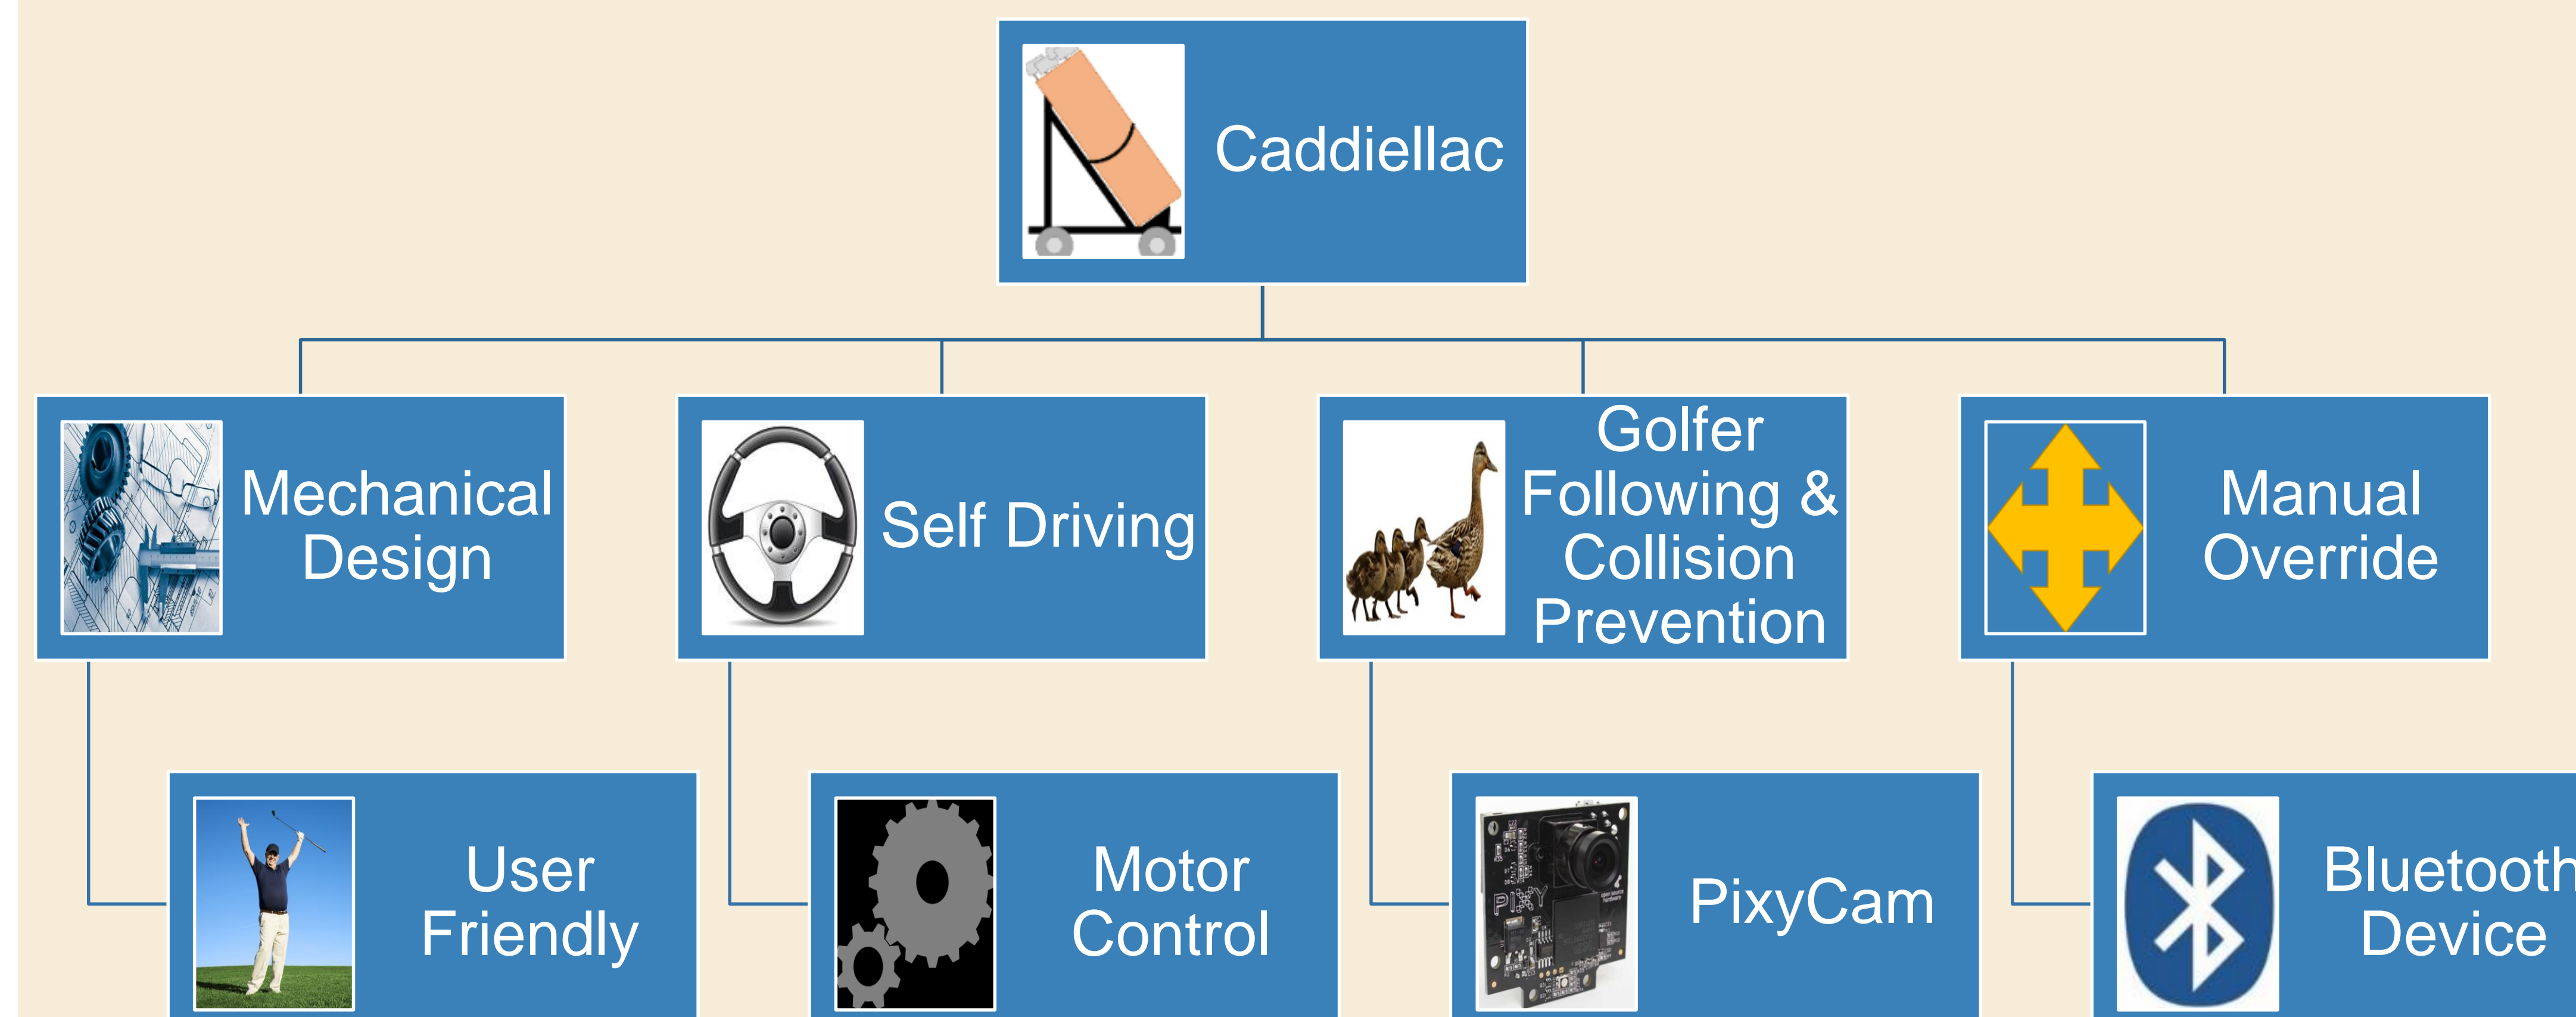 Caddiellac
Mechanical
Design
Self Driving
Golfer
Following &
Collision
Prevention
Manual
Override
User
Friendly
Motor
Control
PixyCam
Bluetooth
Device